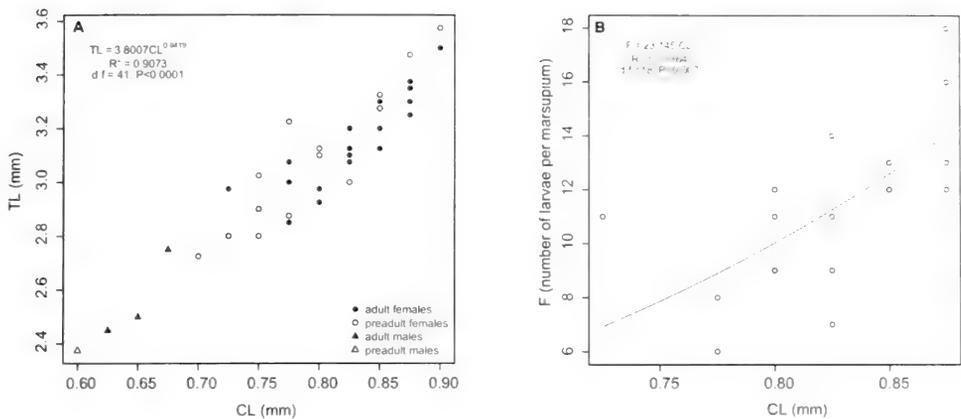 A
TL = 3.8007CL
R² = 0.9073
d f = 41. P<0.0001
TL (mm)
3.6
3.4
3.2
3.0
2.8
2.6
2.4
adult females
preadult females
adult males
preadult males
0.60
0.65
0.70
0.75
0.80
0.85
0.90
CL (mm)
B
F (number of larvae per marsupium)
18
16
14
12
10
8
6
0.75
0.80
0.85
CL (mm)